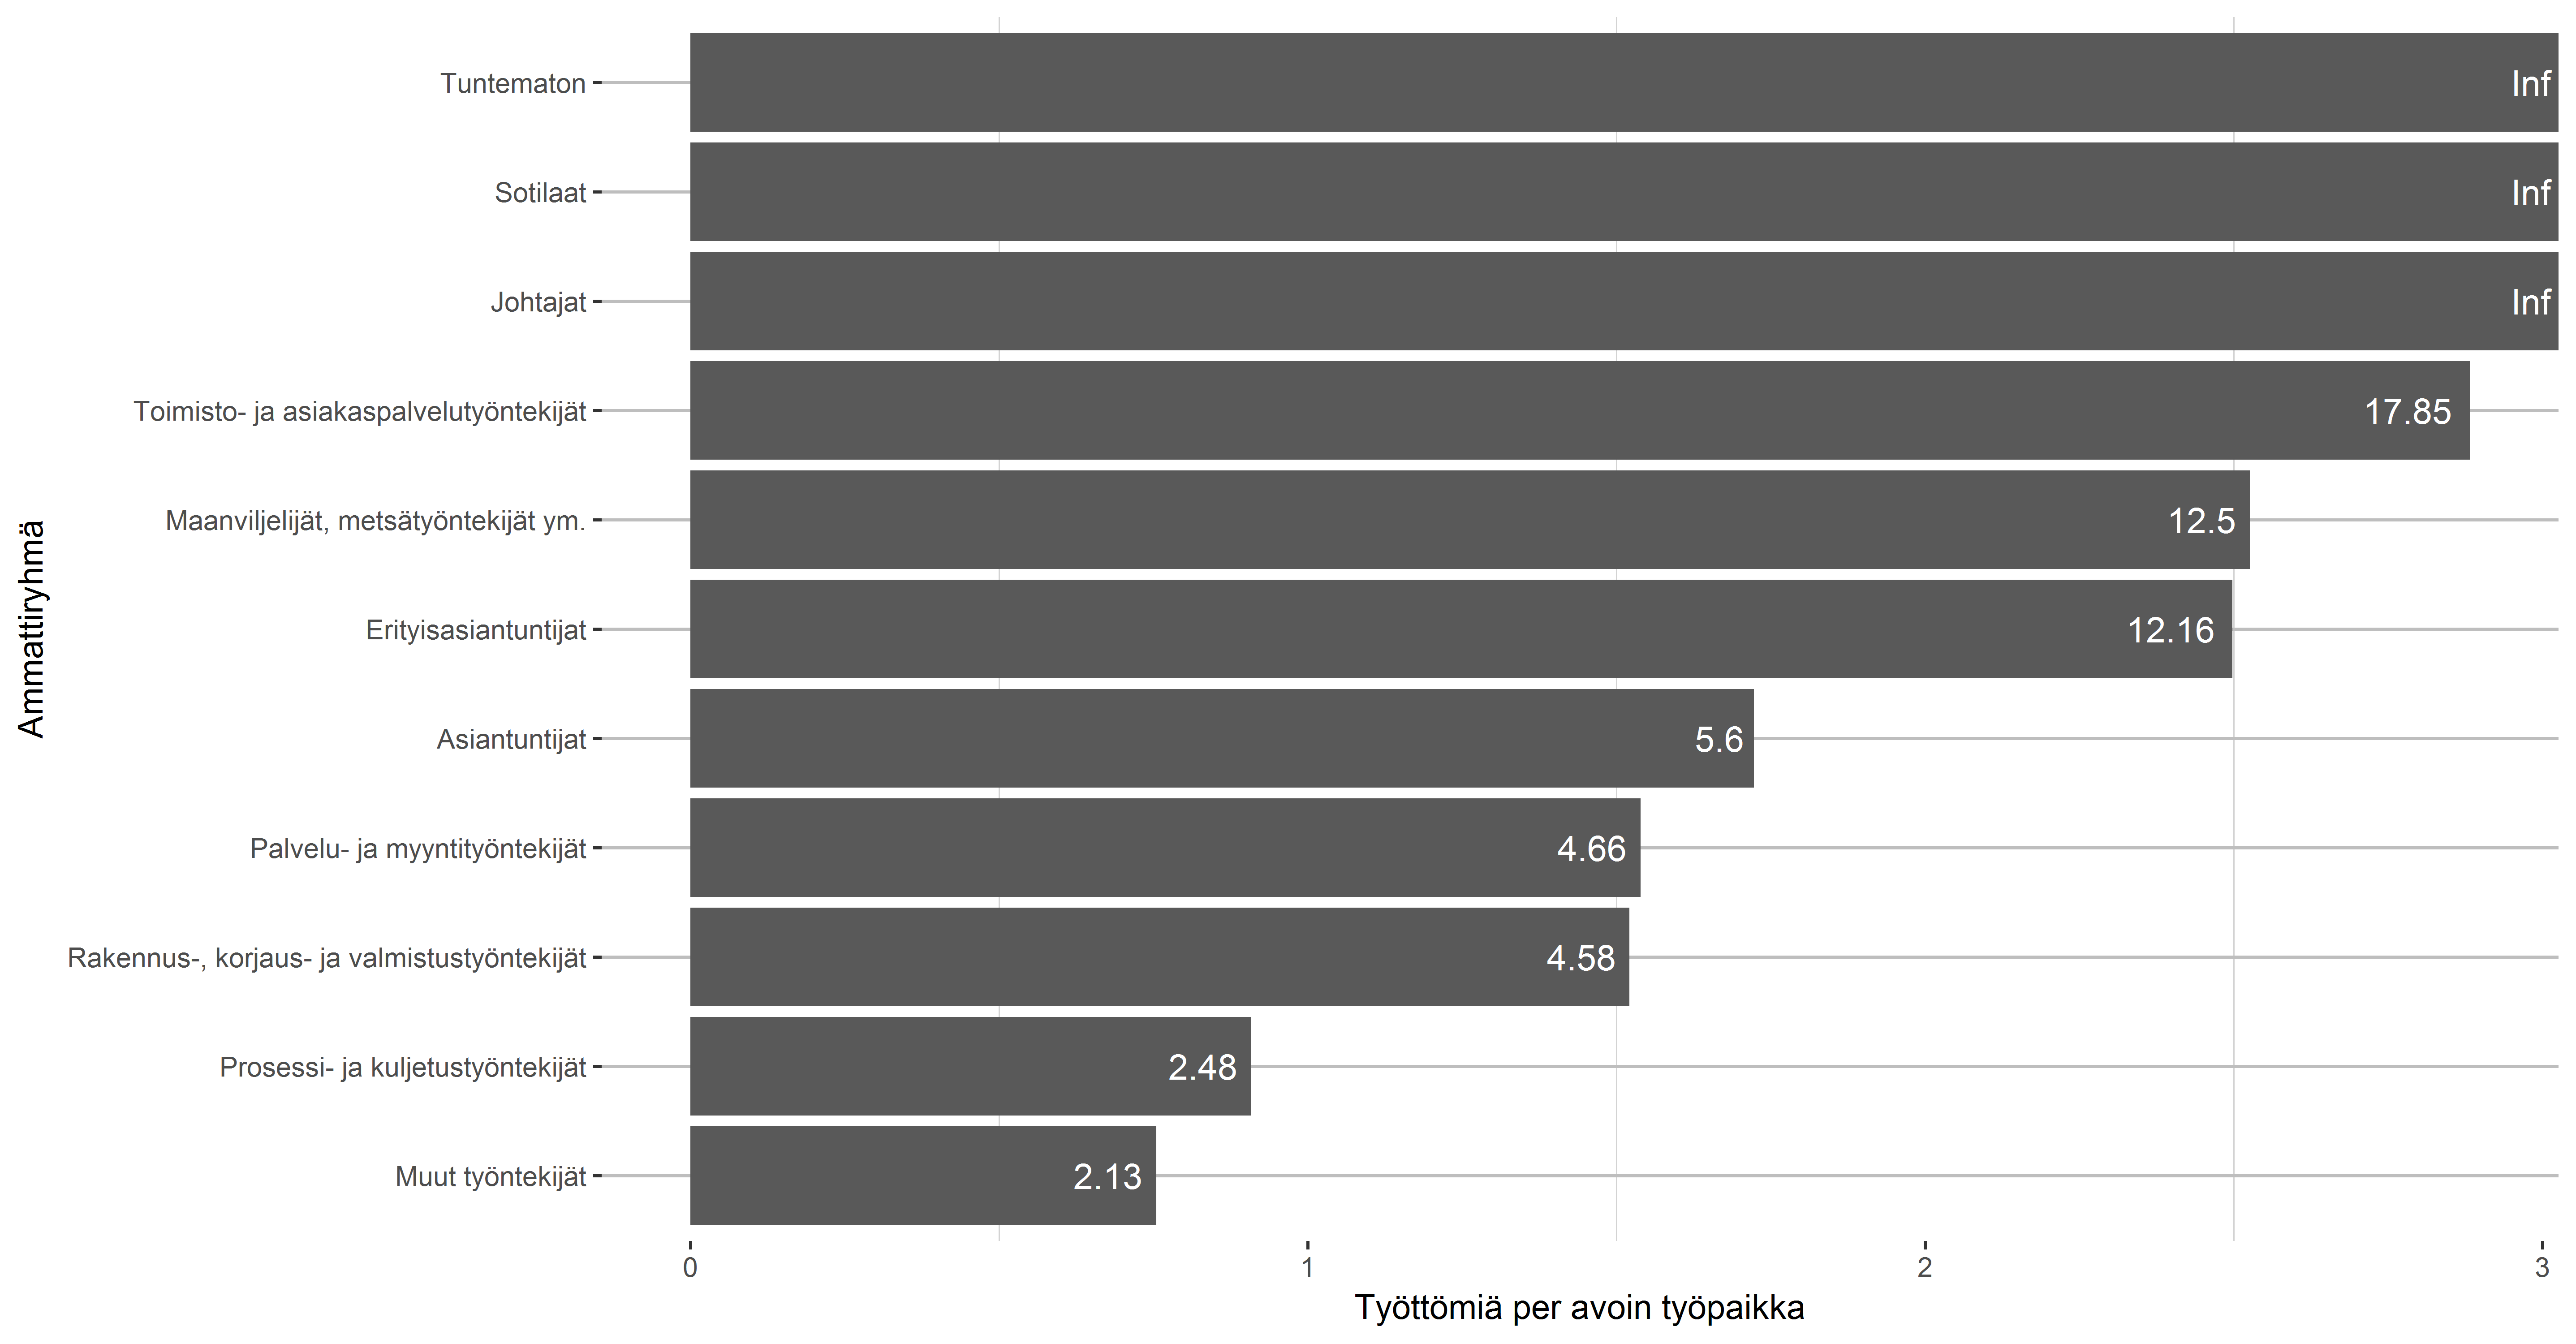 Ammattiryhmä
Tuntematon
Inf
Sotilaat
Inf
Johtajat
Inf
Toimisto- ja asiakaspalvelutyöntekijät
17.85
Maanviljelijät, metsätyöntekijät ym.
12.5
Erityisasiantuntijat
12.16
Asiantuntijat
5.6
Palvelu- ja myyntityöntekijät
4.66
Rakennus-, korjaus- ja valmistustyöntekijät
4.58
Prosessi- ja kuljetustyöntekijät
2.48
Muut työntekijät
2.13
0 1 2 3
Työttömiä per avoin työpaikka